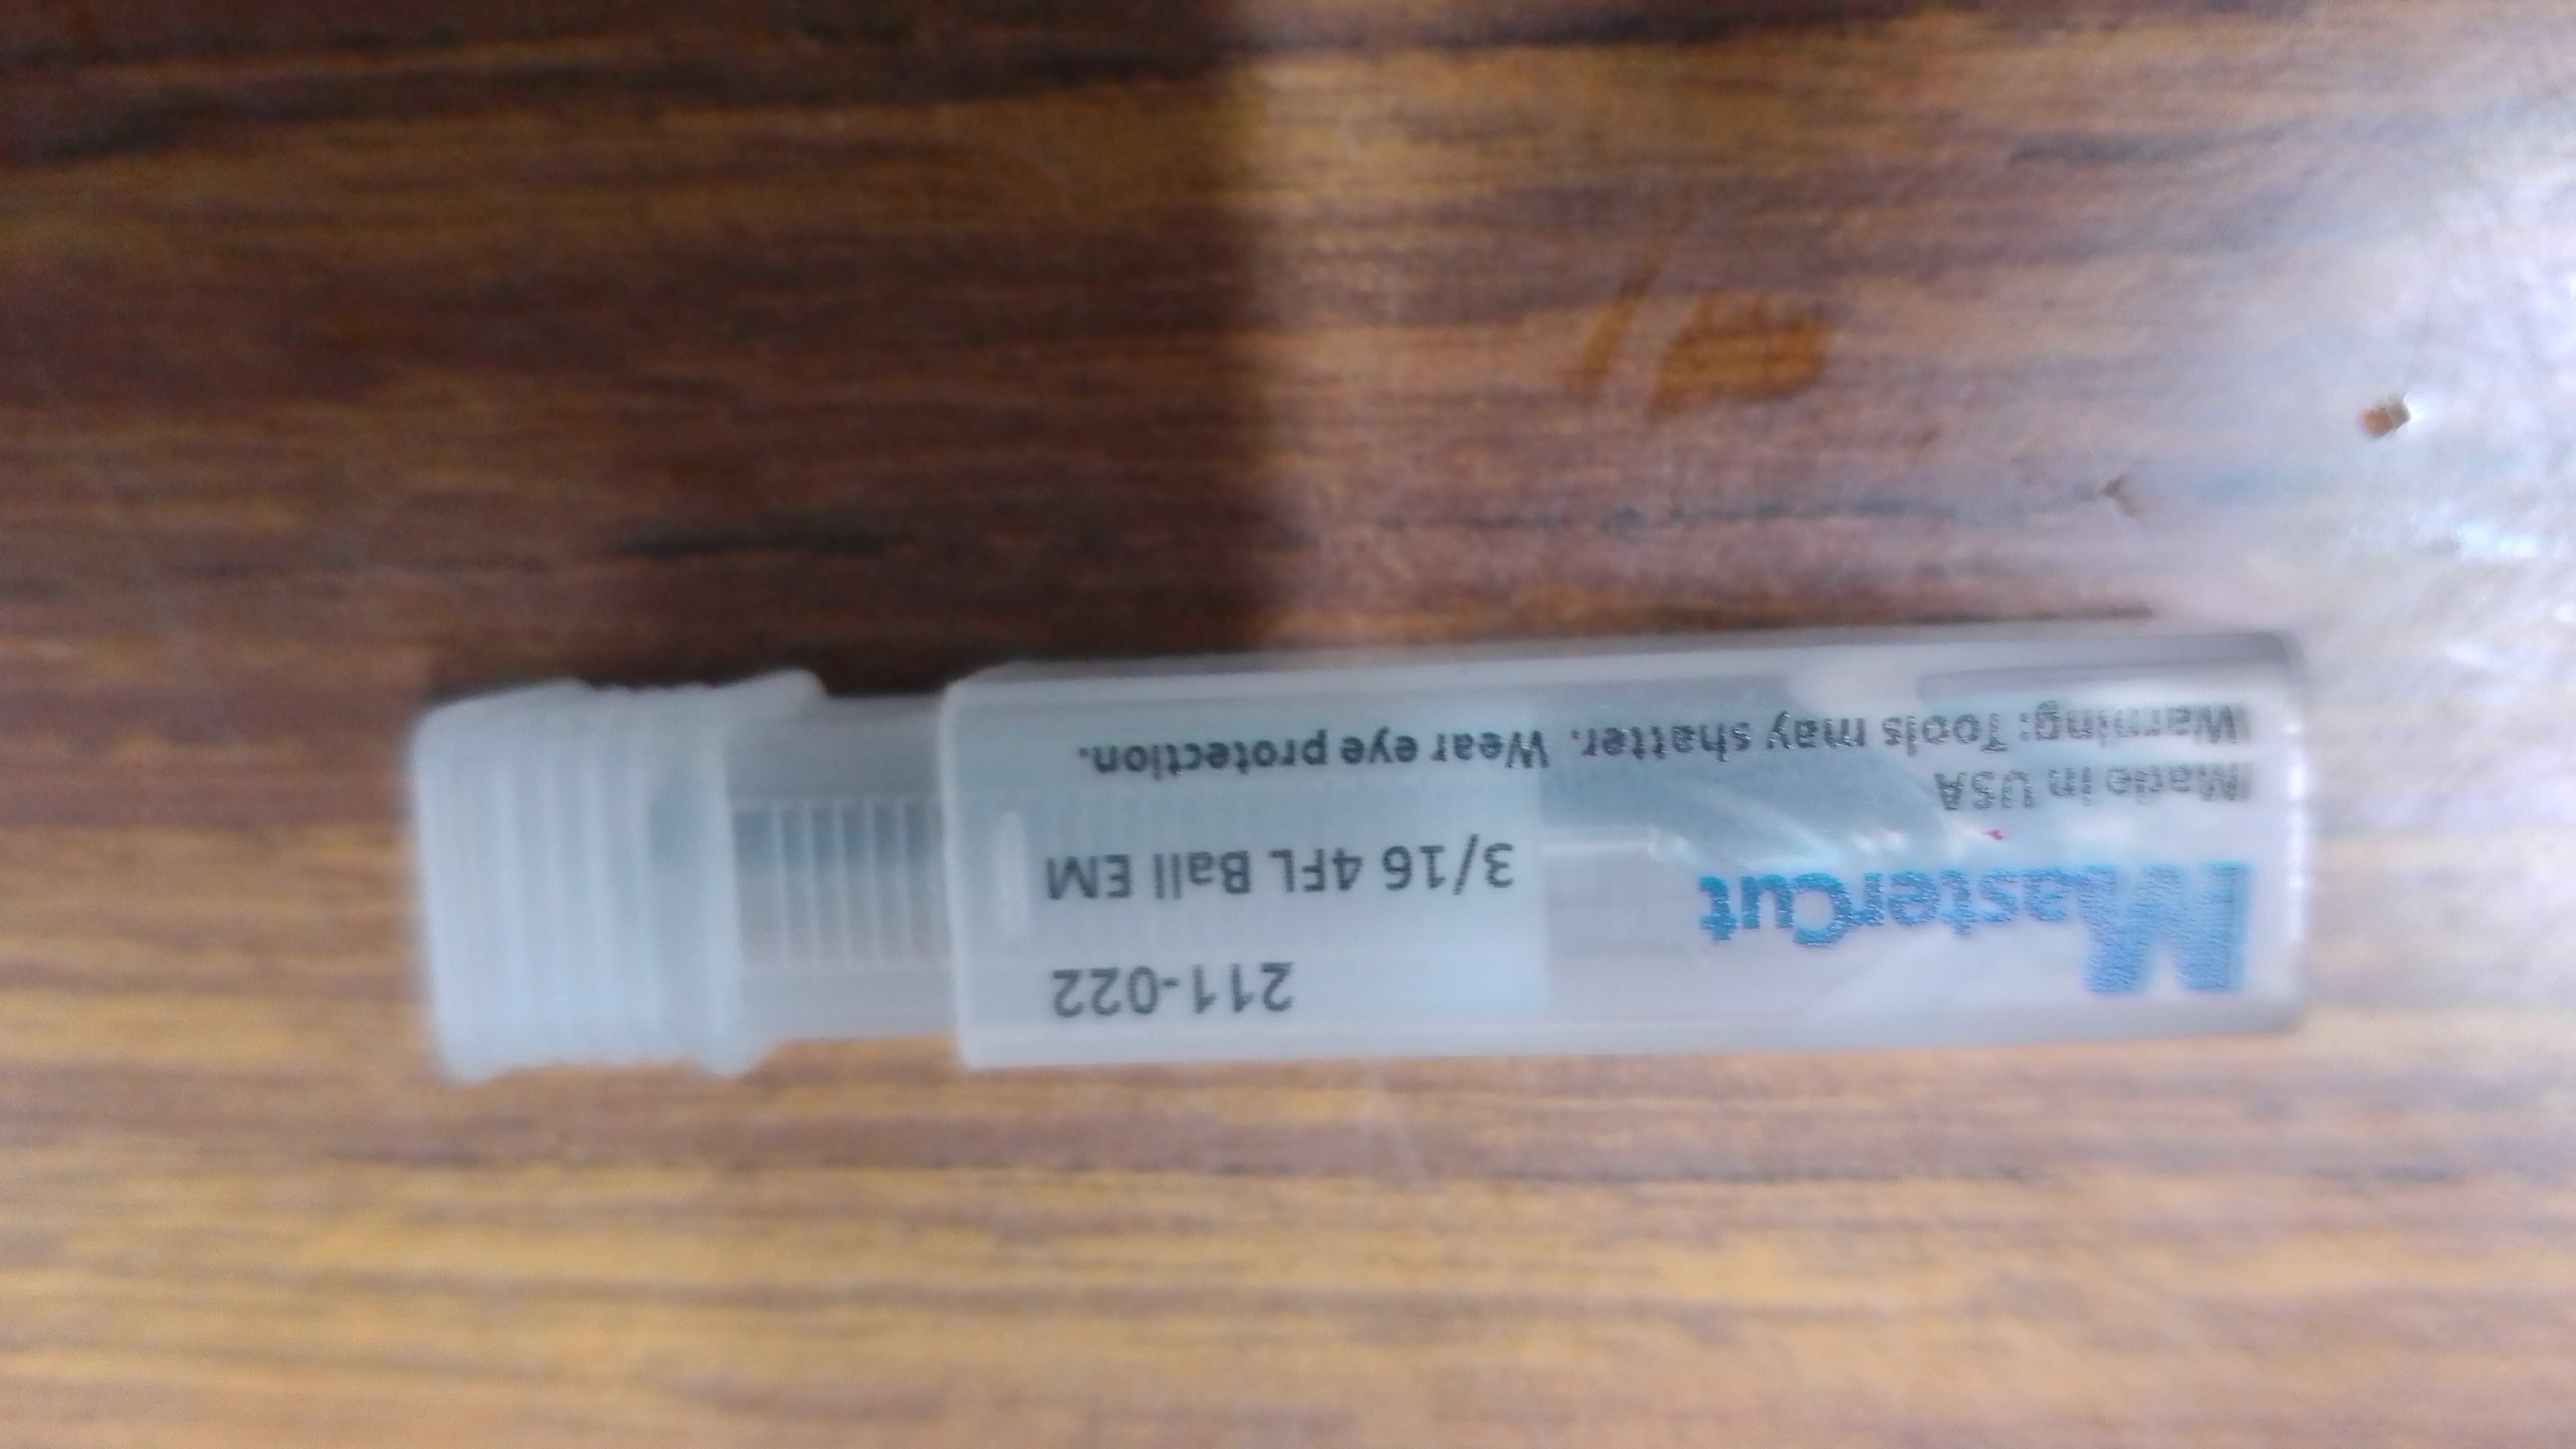 211-022
3/16 4FL Ball EM
MasterCut
Made in USA
Warning: Tools may shatter. Wear eye protection.